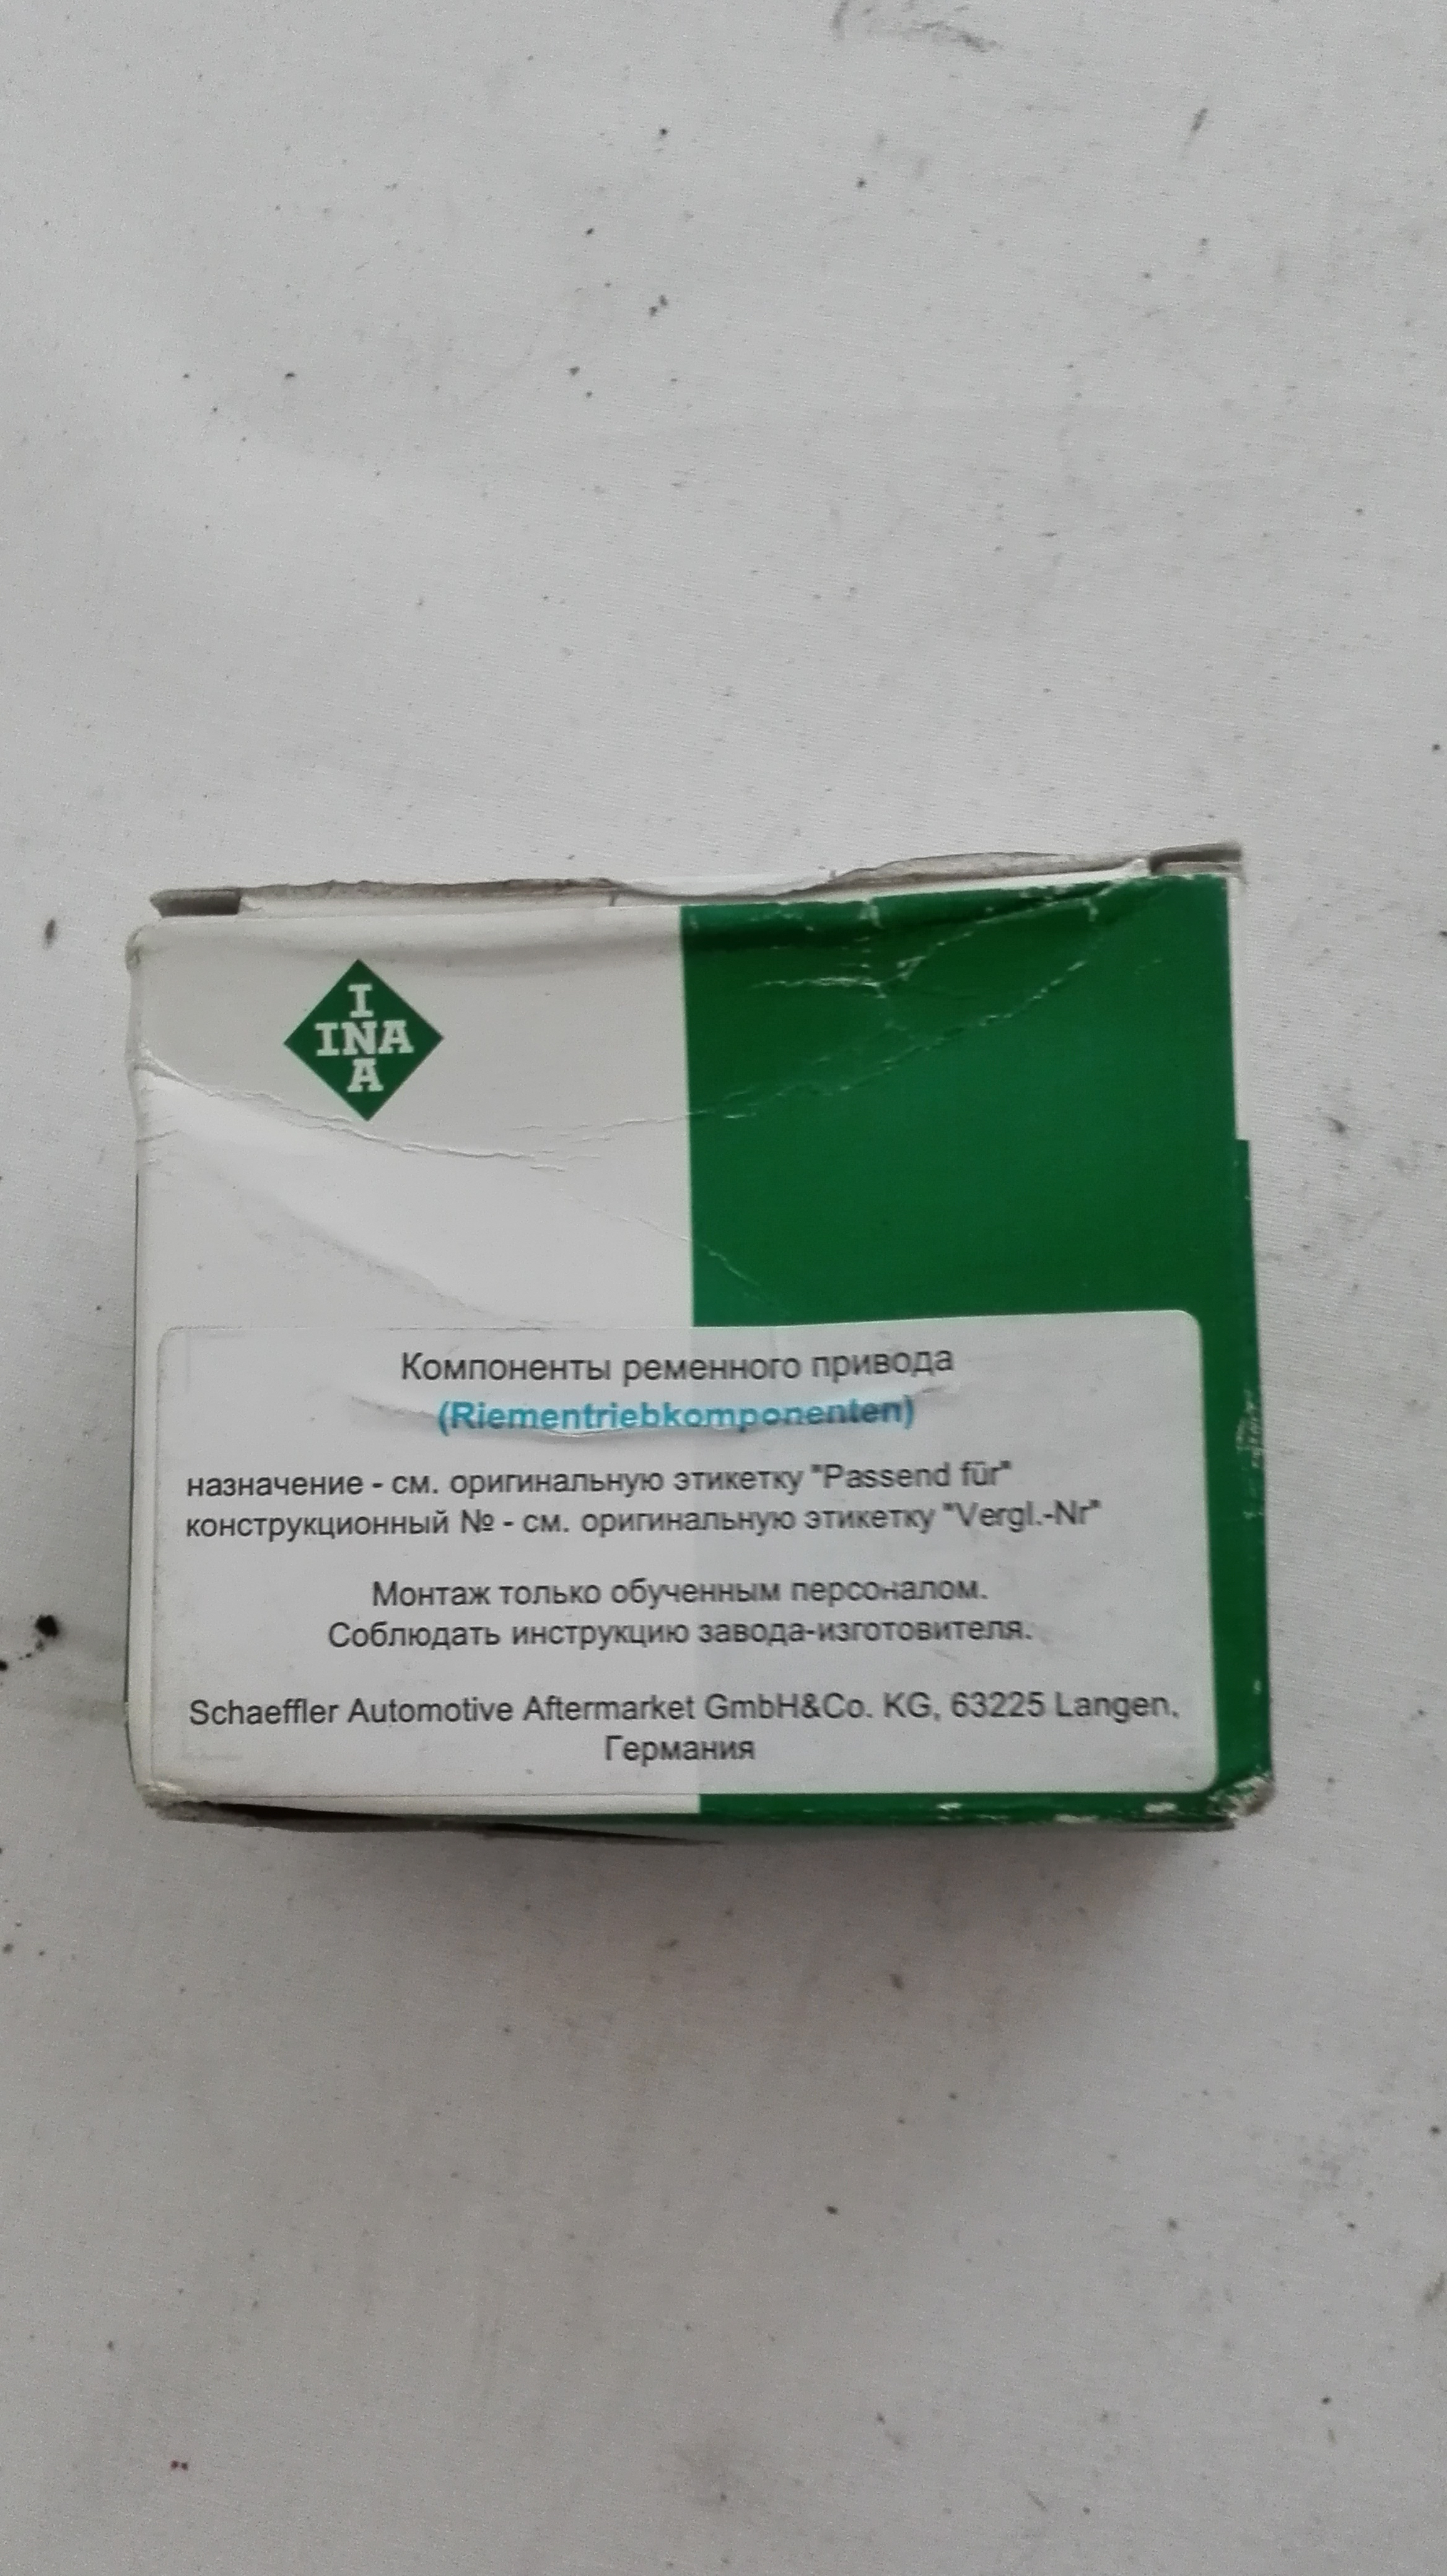 I
INA
A
Компоненты ременного привода
(Riementriebkomponenten)
назначение - см. оригинальную этикетку "Passend für"
конструкционный № - см. оригинальную этикетку "Vergl.-Nr"
Монтаж только обученным персоналом.
Соблюдать инструкцию завода-изготовителя.
Schaeffler Automotive Aftermarket GmbH&Co. KG, 63225 Langen,
Германия